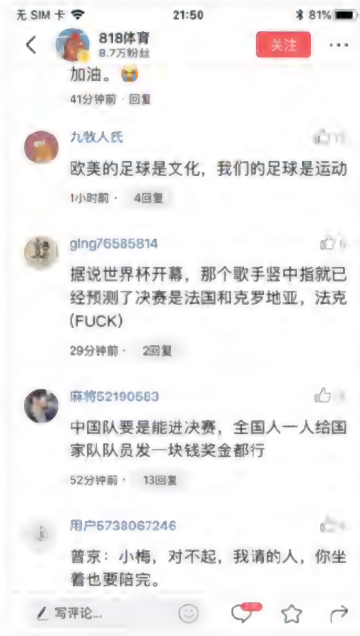 无 SIM 卡
21:50
81%
818体育
8.7万粉丝
关注
加油。😭
41分钟前 · 回复
九牧人氏
欧美的足球是文化，我们的足球是运动
1小时前 · 4回复
glng76585814
据说世界杯开幕，那个歌手竖中指就已
经预测了决赛是法国和克罗地亚，法克
(FUCK)
29分钟前 · 2回复
麻将52190583
中国队要是能进决赛，全国人一人给国
家队队员发一块钱奖金都行
52分钟前 · 13回复
用户5738067246
普京：小梅，对不起，我请的人，你坐
着也要陪完。
写评论...